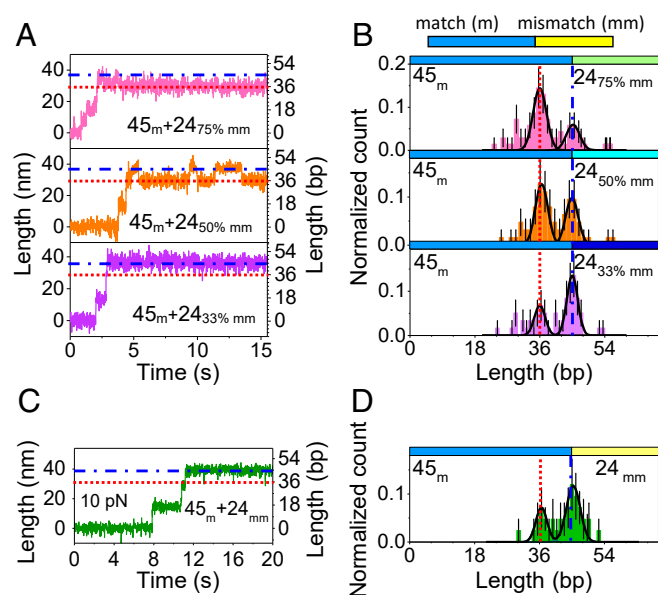 A
B
match (m) mismatch (mm)
Length (nm)
Length (bp)
40
20
0
54
36
18
0
45m+2475% mm
40
20
0
54
36
18
0
45m+2450% mm
40
20
0
54
36
18
0
45m+2433% mm
0 5 10 15
Time (s)
Normalized count
0.2
0.1
0.0
45m 2475% mm
0.1
0.0
45m 2450% mm
0.1
0.0
45m 2433% mm
18 36 54
Length (bp)
C
Length (nm)
40
20
0
Length (bp)
54
36
18
0
10 pN 45m+24mm
0 4 8 12 16 20
Time (s)
D
Normalized count
0.1
0.0
45m 24mm
18 36 54
Length (bp)